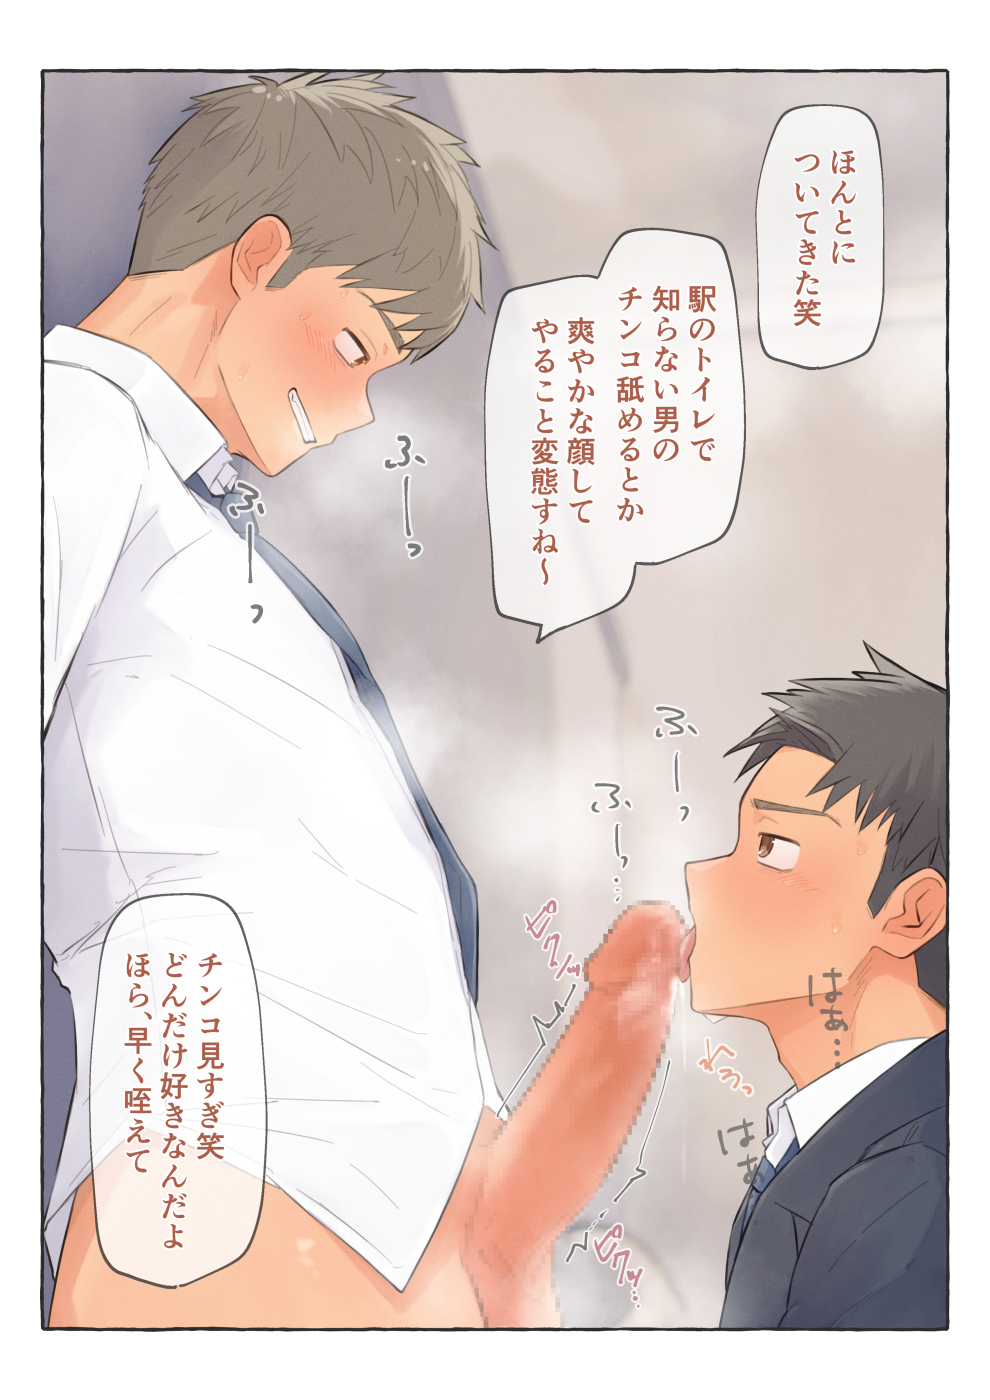 ほんとに
ついてきた笑
駅のトイレで
知らない男の
チンコ舐めるとか
爽やかな顔して
やること変態すね～
ふーっ
ふーっ
ふーっ
ふーっ…
ピクッ
れろっ
はぁ…
はぁ
ピクッ…
チンコ見すぎ笑
どんだけ好きなんだよ
ほら、早く咥えて